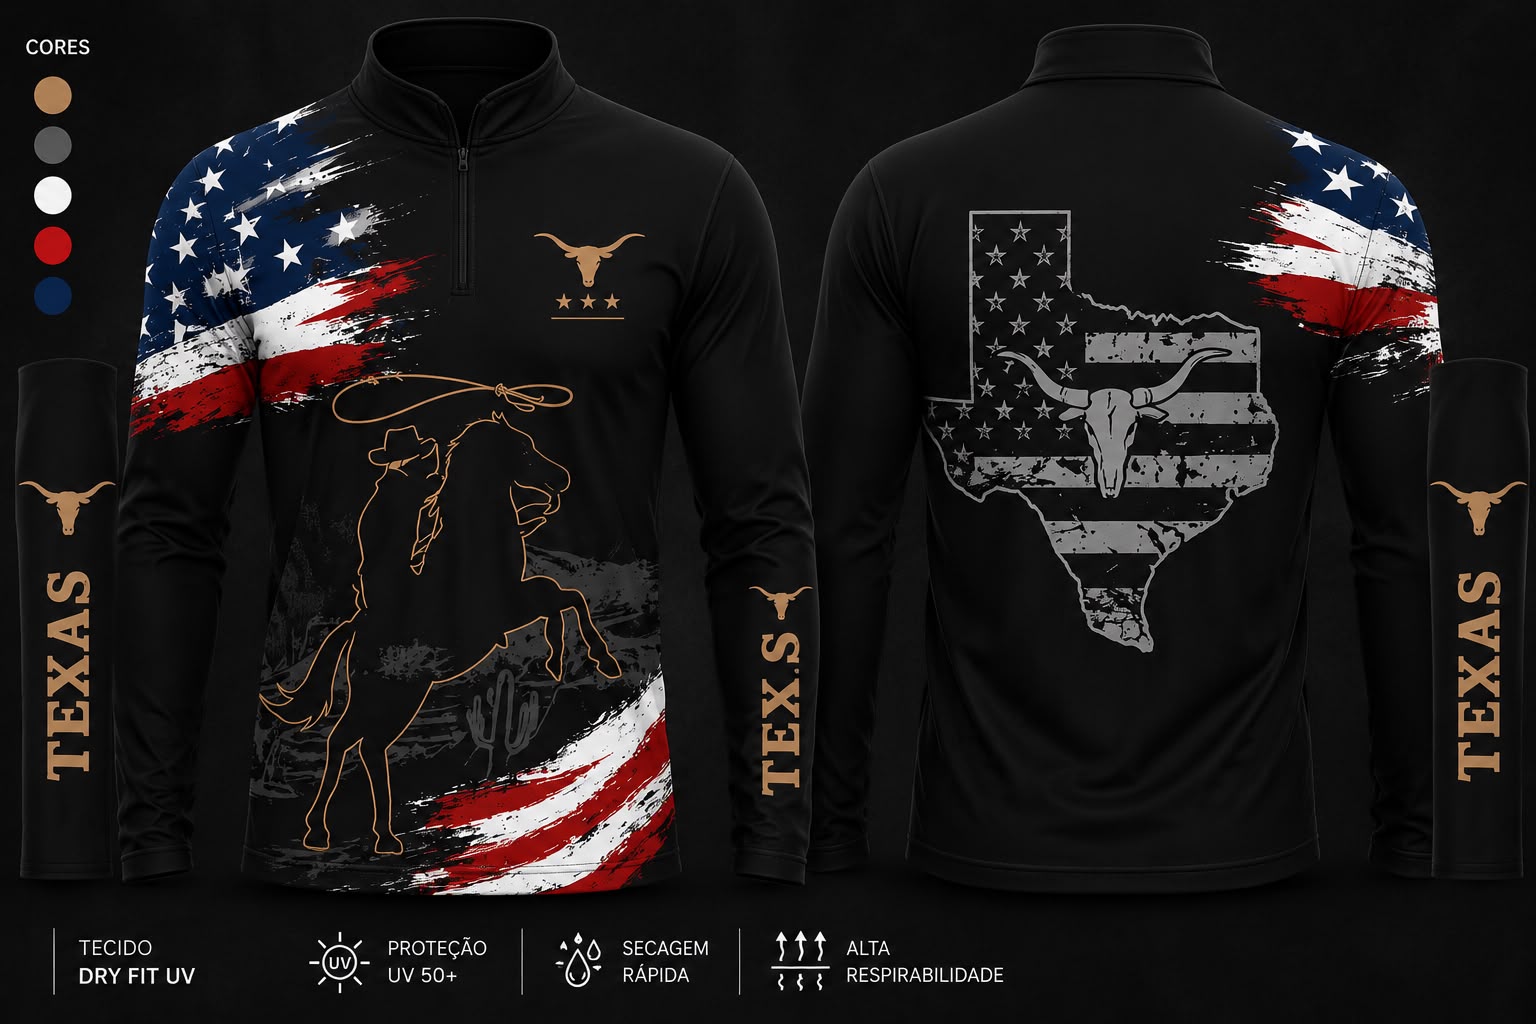 CORES
TEXAS
TEX.S
TEXAS
TECIDO
DRY FIT UV
UV
PROTEÇÃO
UV 50+
SECAGEM
RÁPIDA
ALTA
RESPIRABILIDADE